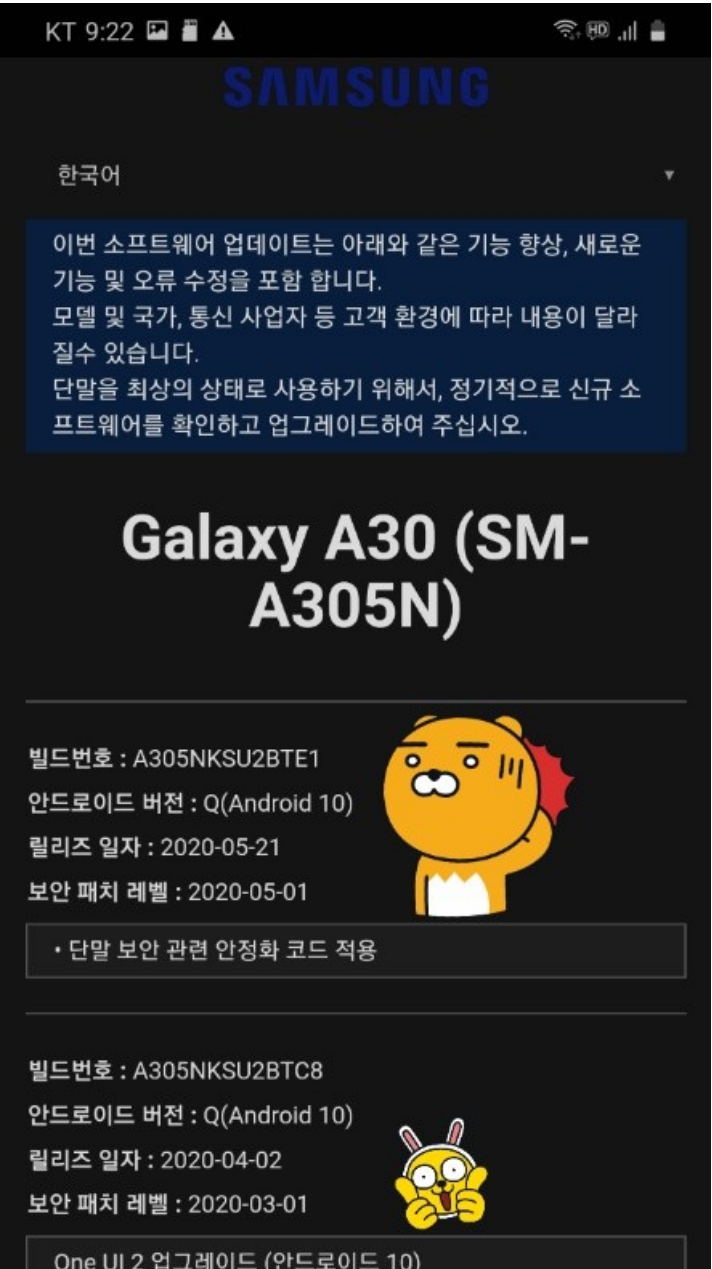 KT 9:22
SAMSUNG
한국어
이번 소프트웨어 업데이트는 아래와 같은 기능 향상, 새로운
기능 및 오류 수정을 포함 합니다.
모델 및 국가, 통신 사업자 등 고객 환경에 따라 내용이 달라
질수 있습니다.
단말을 최상의 상태로 사용하기 위해서, 정기적으로 신규 소
프트웨어를 확인하고 업그레이드하여 주십시오.
Galaxy A30 (SM-
A305N)
빌드번호 : A305NKSU2BTE1
안드로이드 버전 : Q(Android 10)
릴리즈 일자 : 2020-05-21
보안 패치 레벨 : 2020-05-01
• 단말 보안 관련 안정화 코드 적용
빌드번호 : A305NKSU2BTC8
안드로이드 버전 : Q(Android 10)
릴리즈 일자 : 2020-04-02
보안 패치 레벨 : 2020-03-01
One UI 2 업그레이드 (안드로이드 10)